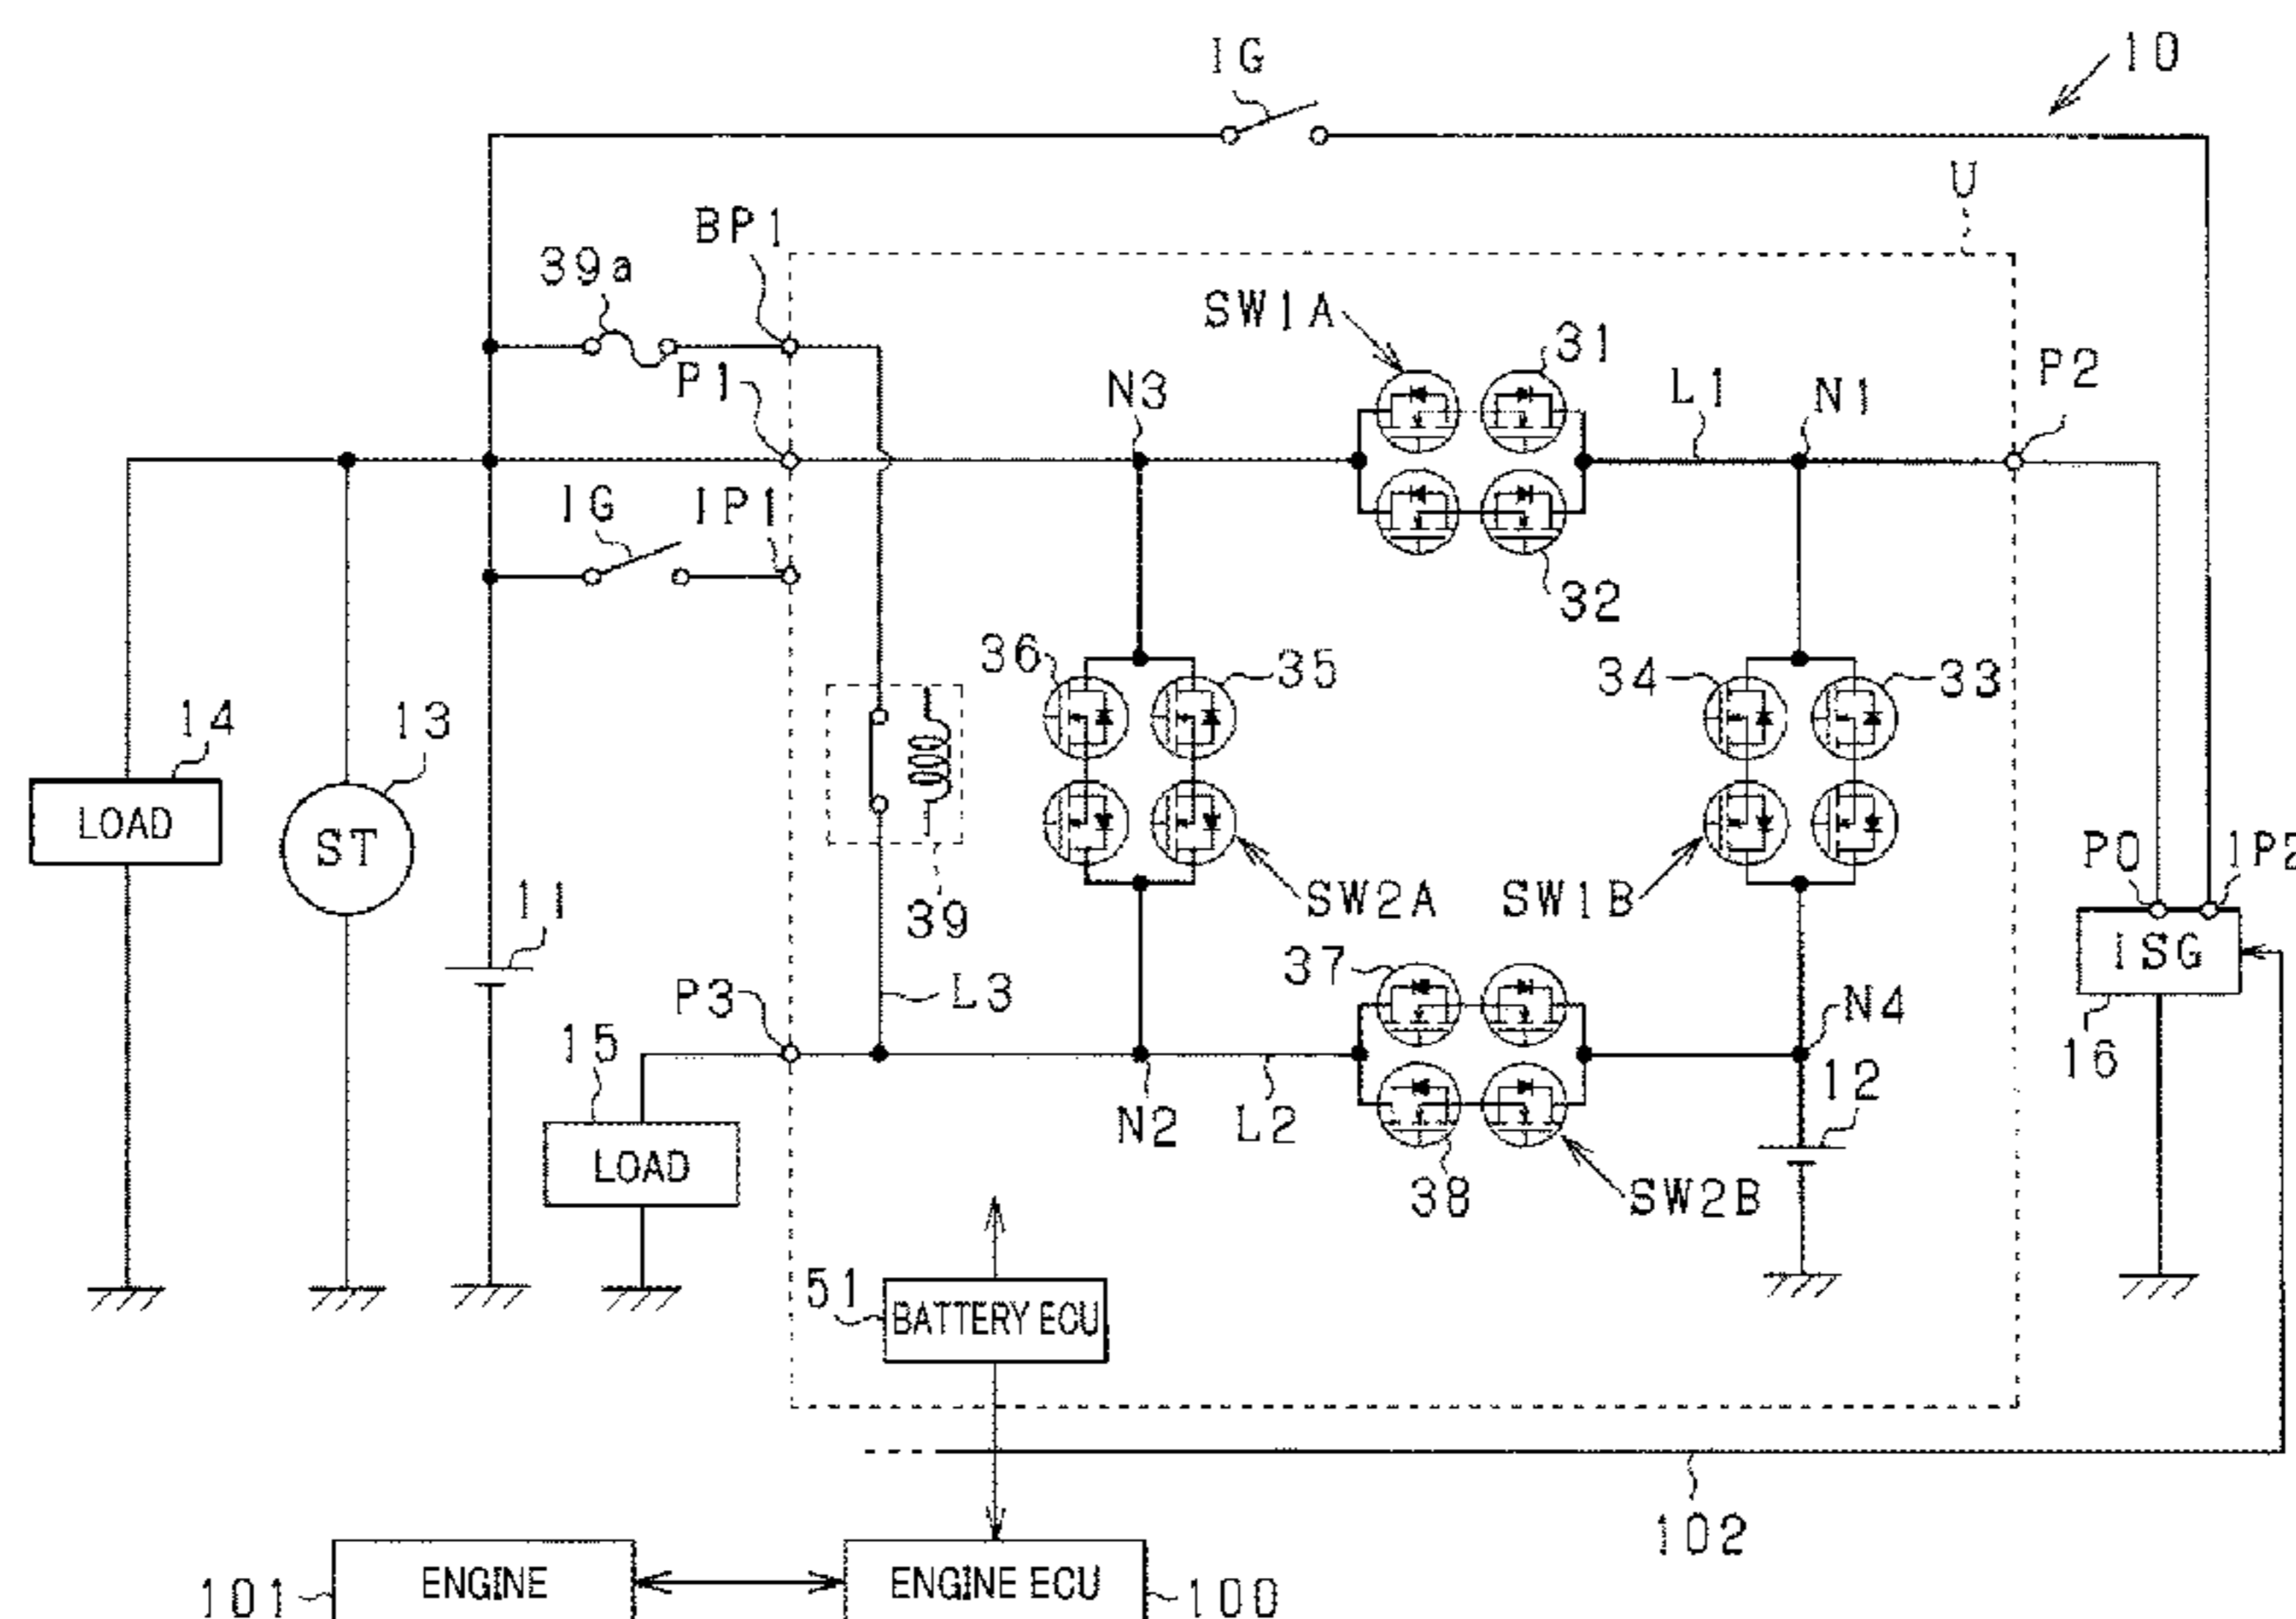 IG
10
U
BP1
39a
SW1A
31
P1
N3
L1
N1
P2
IG
IP1
32
36
35
34
33
14
13
LOAD
ST
11
39
SW2A
SW1B
P0
IP2
ISG
37
P3
L3
N4
15
16
12
LOAD
N2
L2
38
SW2B
51
BATTERY ECU
102
ENGINE
ENGINE ECU
101
100